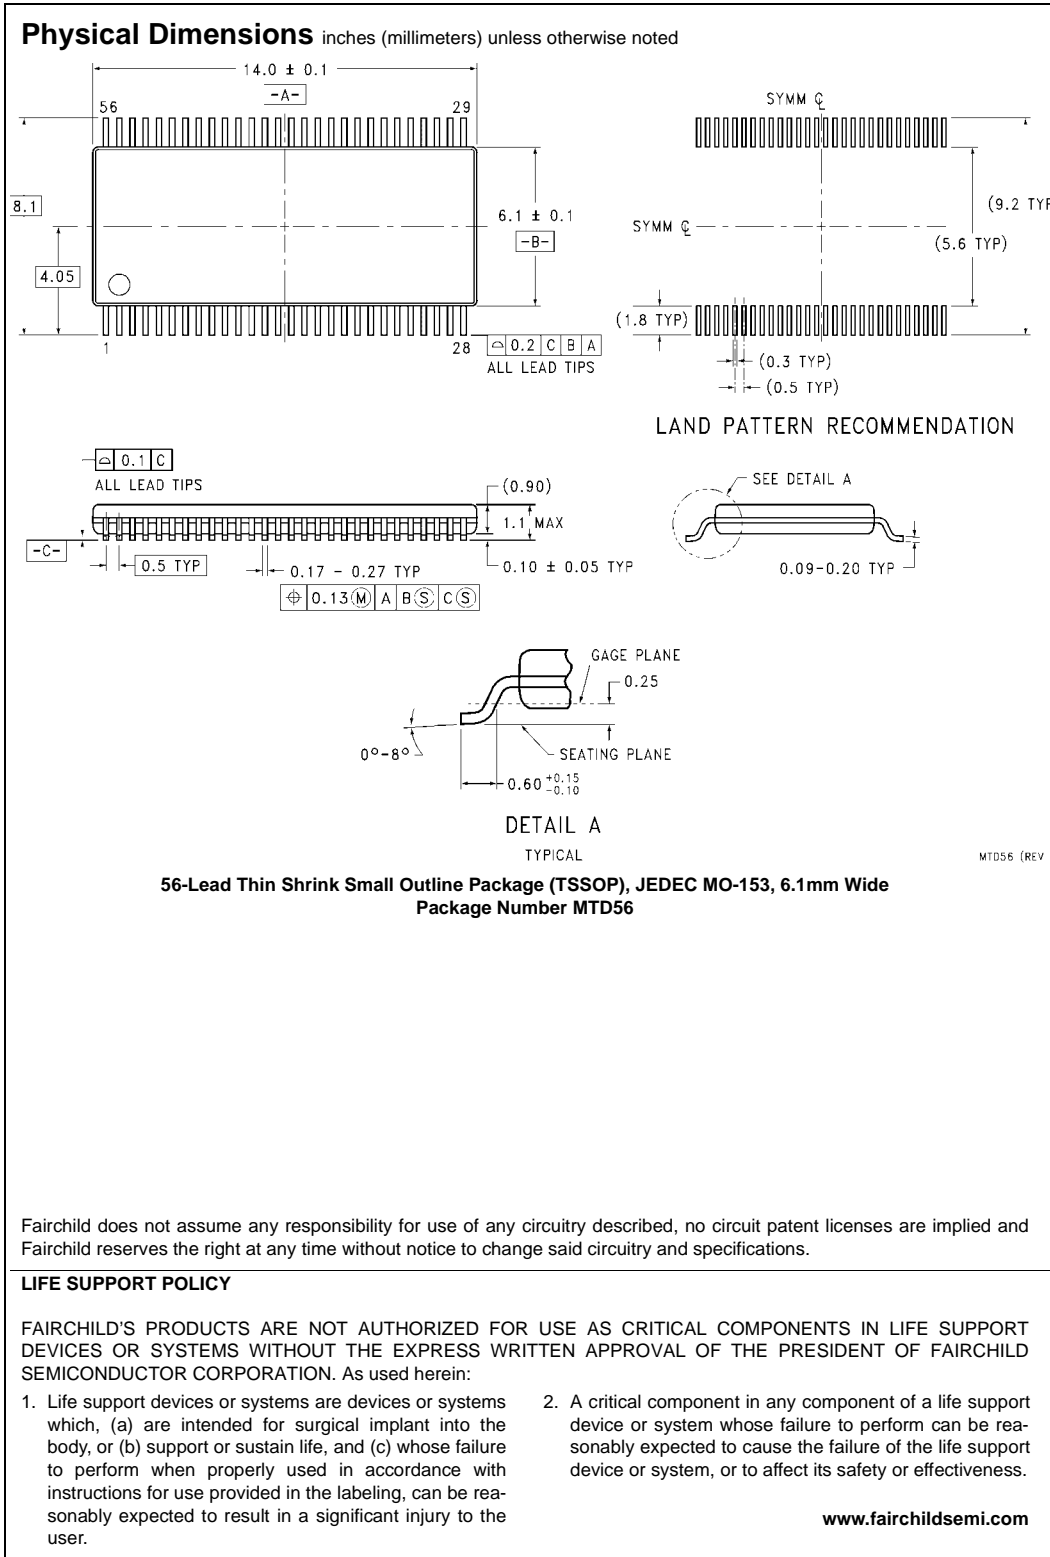 Physical Dimensions inches (millimeters) unless otherwise noted
14.0 ± 0.1
-A-
56
29
8.1
4.05
6.1 ± 0.1
-B-
1
28
⌓ 0.2 C B A
ALL LEAD TIPS
SYMM ℄
SYMM ℄
(9.2 TYP
(5.6 TYP)
(1.8 TYP)
(0.3 TYP)
(0.5 TYP)
LAND PATTERN RECOMMENDATION
⌓ 0.1 C
ALL LEAD TIPS
(0.90)
1.1 MAX
-C-
0.5 TYP
0.17 - 0.27 TYP
0.10 ± 0.05 TYP
⌖ 0.13 Ⓜ A BⓈ CⓈ
SEE DETAIL A
0.09-0.20 TYP
GAGE PLANE
0.25
0°-8°
SEATING PLANE
0.60 +0.15 -0.10
DETAIL A
TYPICAL
MTD56 (REV
56-Lead Thin Shrink Small Outline Package (TSSOP), JEDEC MO-153, 6.1mm Wide
Package Number MTD56
Fairchild does not assume any responsibility for use of any circuitry described, no circuit patent licenses are implied and
Fairchild reserves the right at any time without notice to change said circuitry and specifications.
LIFE SUPPORT POLICY
FAIRCHILD'S PRODUCTS ARE NOT AUTHORIZED FOR USE AS CRITICAL COMPONENTS IN LIFE SUPPORT
DEVICES OR SYSTEMS WITHOUT THE EXPRESS WRITTEN APPROVAL OF THE PRESIDENT OF FAIRCHILD
SEMICONDUCTOR CORPORATION. As used herein:
1. Life support devices or systems are devices or systems
which, (a) are intended for surgical implant into the
body, or (b) support or sustain life, and (c) whose failure
to perform when properly used in accordance with
instructions for use provided in the labeling, can be rea-
sonably expected to result in a significant injury to the
user.
2. A critical component in any component of a life support
device or system whose failure to perform can be rea-
sonably expected to cause the failure of the life support
device or system, or to affect its safety or effectiveness.
www.fairchildsemi.com